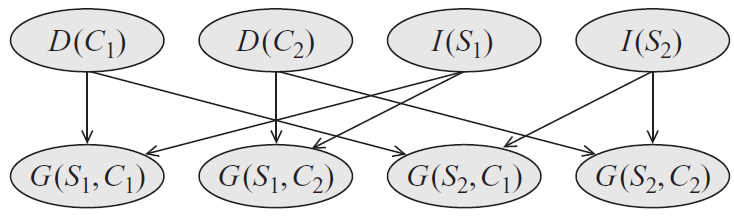 D(C₁) D(C₂) I(S₁) I(S₂)
G(S₁, C₁) G(S₁, C₂) G(S₂, C₁) G(S₂, C₂)